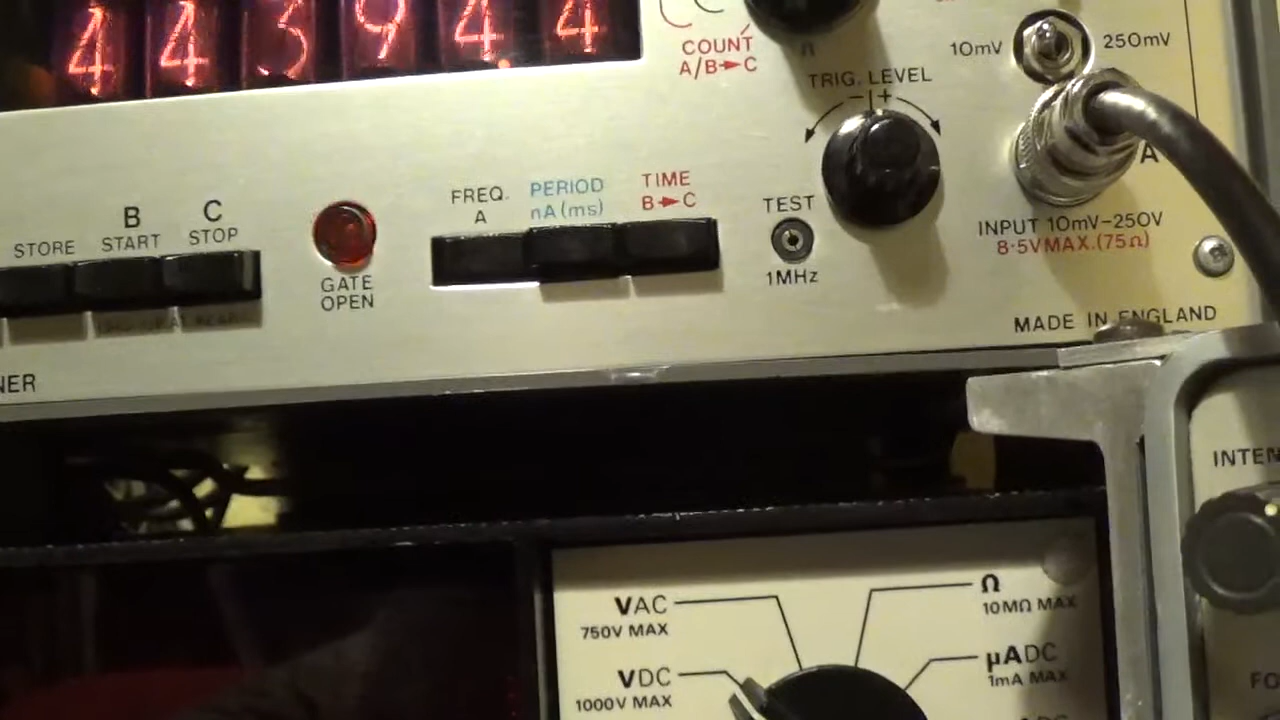 4 4 3 9 4. 4
COUNT
A/B→C
TRIG. LEVEL
− +
10mV
250mV
A
FREQ.
A
PERIOD
nA (ms)
TIME
B→C
TEST
1MHz
INPUT 10mV–250V
8·5V MAX.(75Ω)
STORE
B
START
C
STOP
GATE
OPEN
MADE IN ENGLAND
NER
INTEN
VAC
750V MAX
Ω
10MΩ MAX
VDC
1000V MAX
µADC
1mA MAX
FO